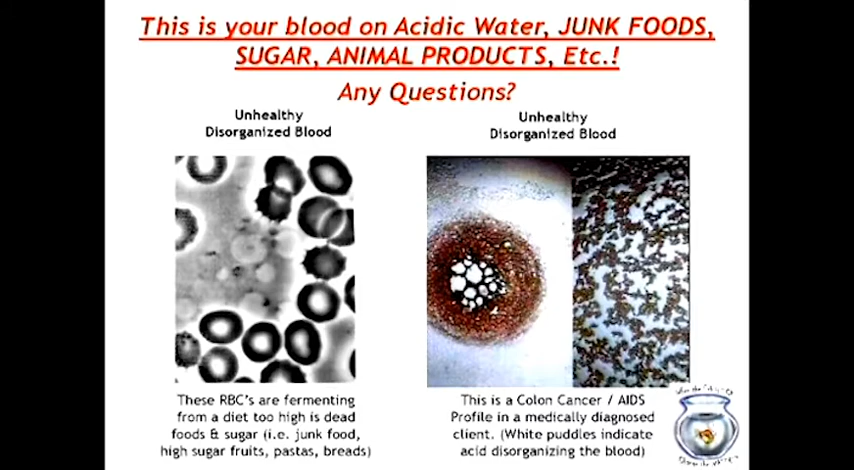 This is your blood on Acidic Water, JUNK FOODS,
SUGAR, ANIMAL PRODUCTS, Etc.!
Any Questions?
Unhealthy
Disorganized Blood
Unhealthy
Disorganized Blood
These RBC's are fermenting
from a diet too high is dead
foods & sugar (i.e. junk food,
high sugar fruits, pastas, breads)
This is a Colon Cancer / AIDS
Profile in a medically diagnosed
client. (White puddles indicate
acid disorganizing the blood)